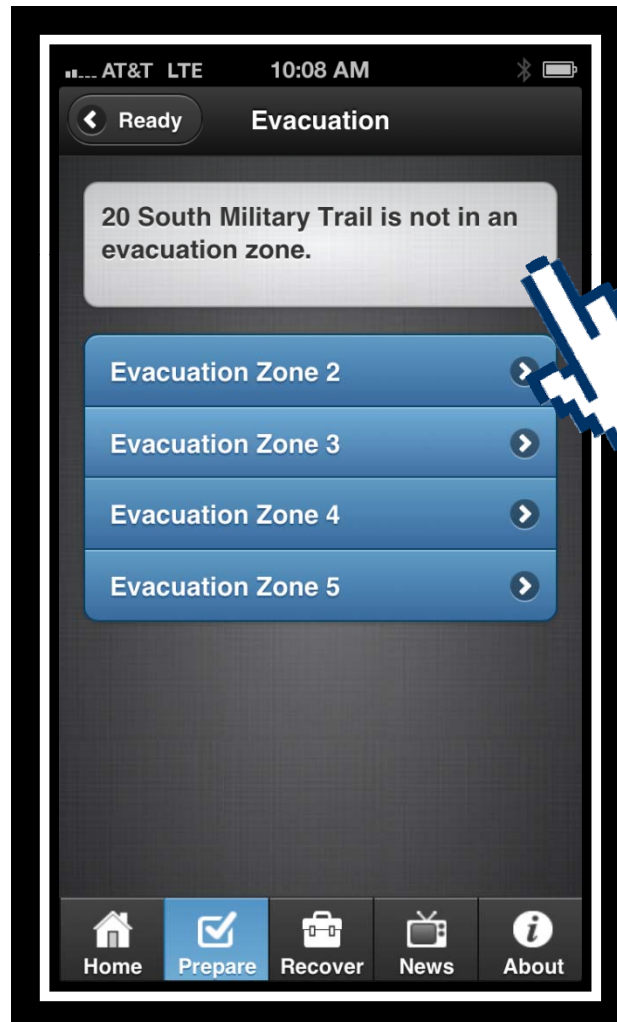 AT&T LTE 10:08 AM
Ready Evacuation
20 South Military Trail is not in an
evacuation zone.
Evacuation Zone 2
Evacuation Zone 3
Evacuation Zone 4
Evacuation Zone 5
Home Prepare Recover News About